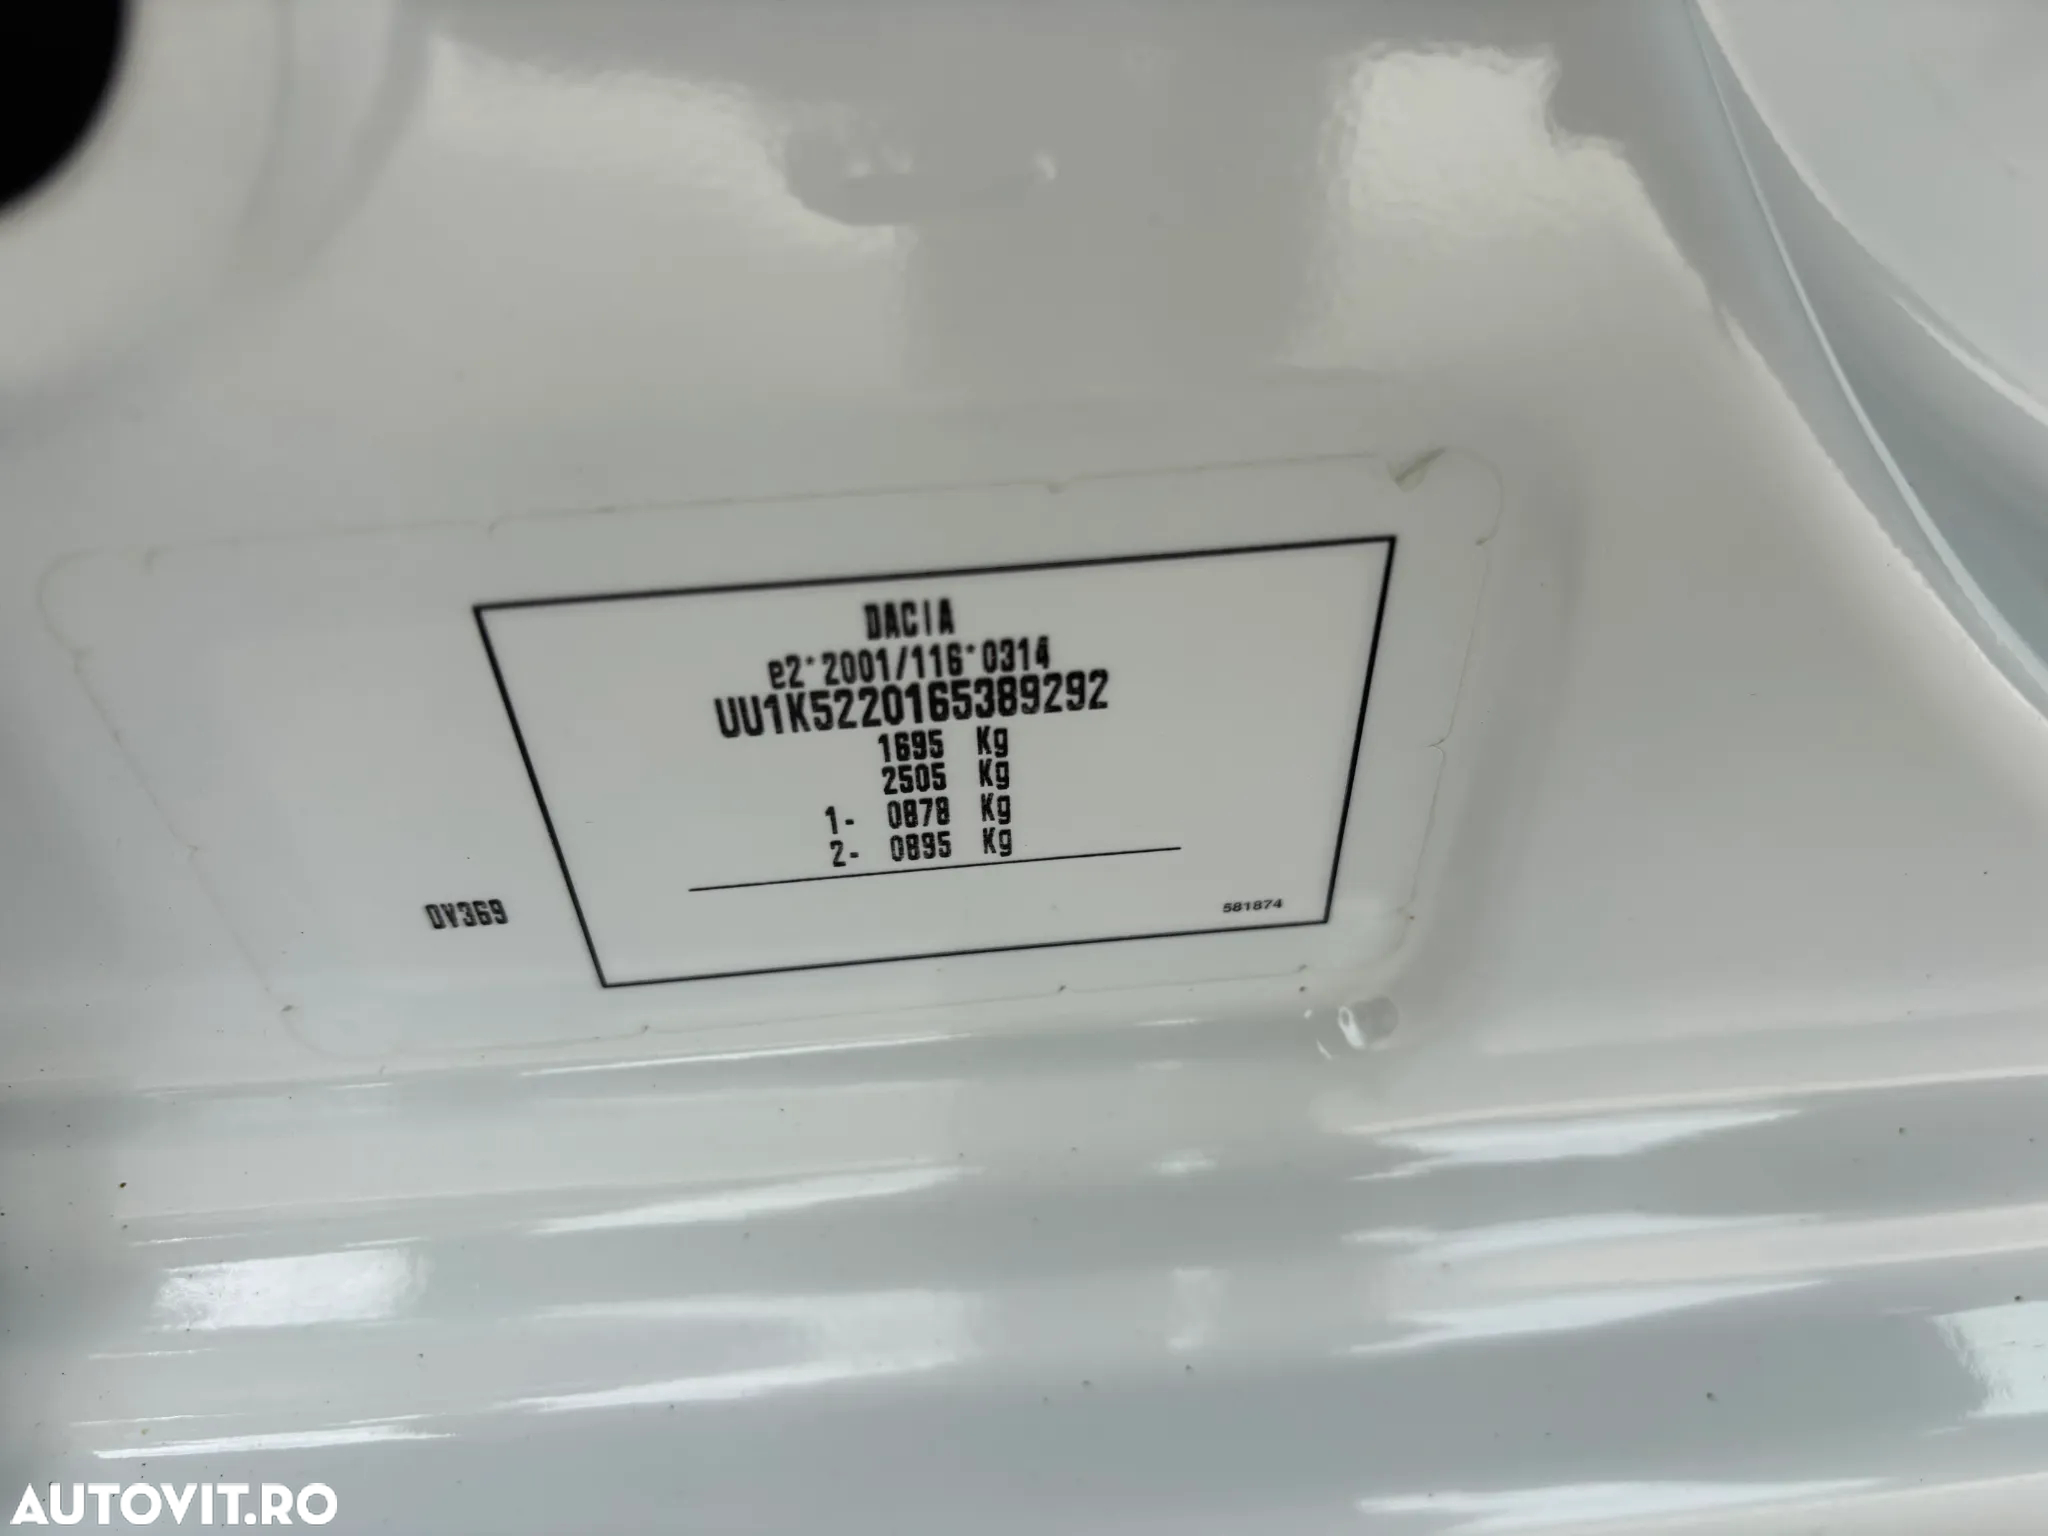 DACIA
e2*2001/116*0314
UU1K5220165389292
1695 Kg
2505 Kg
1- 0878 Kg
2- 0895 Kg
0V369
581874
AUTOVIT.RO